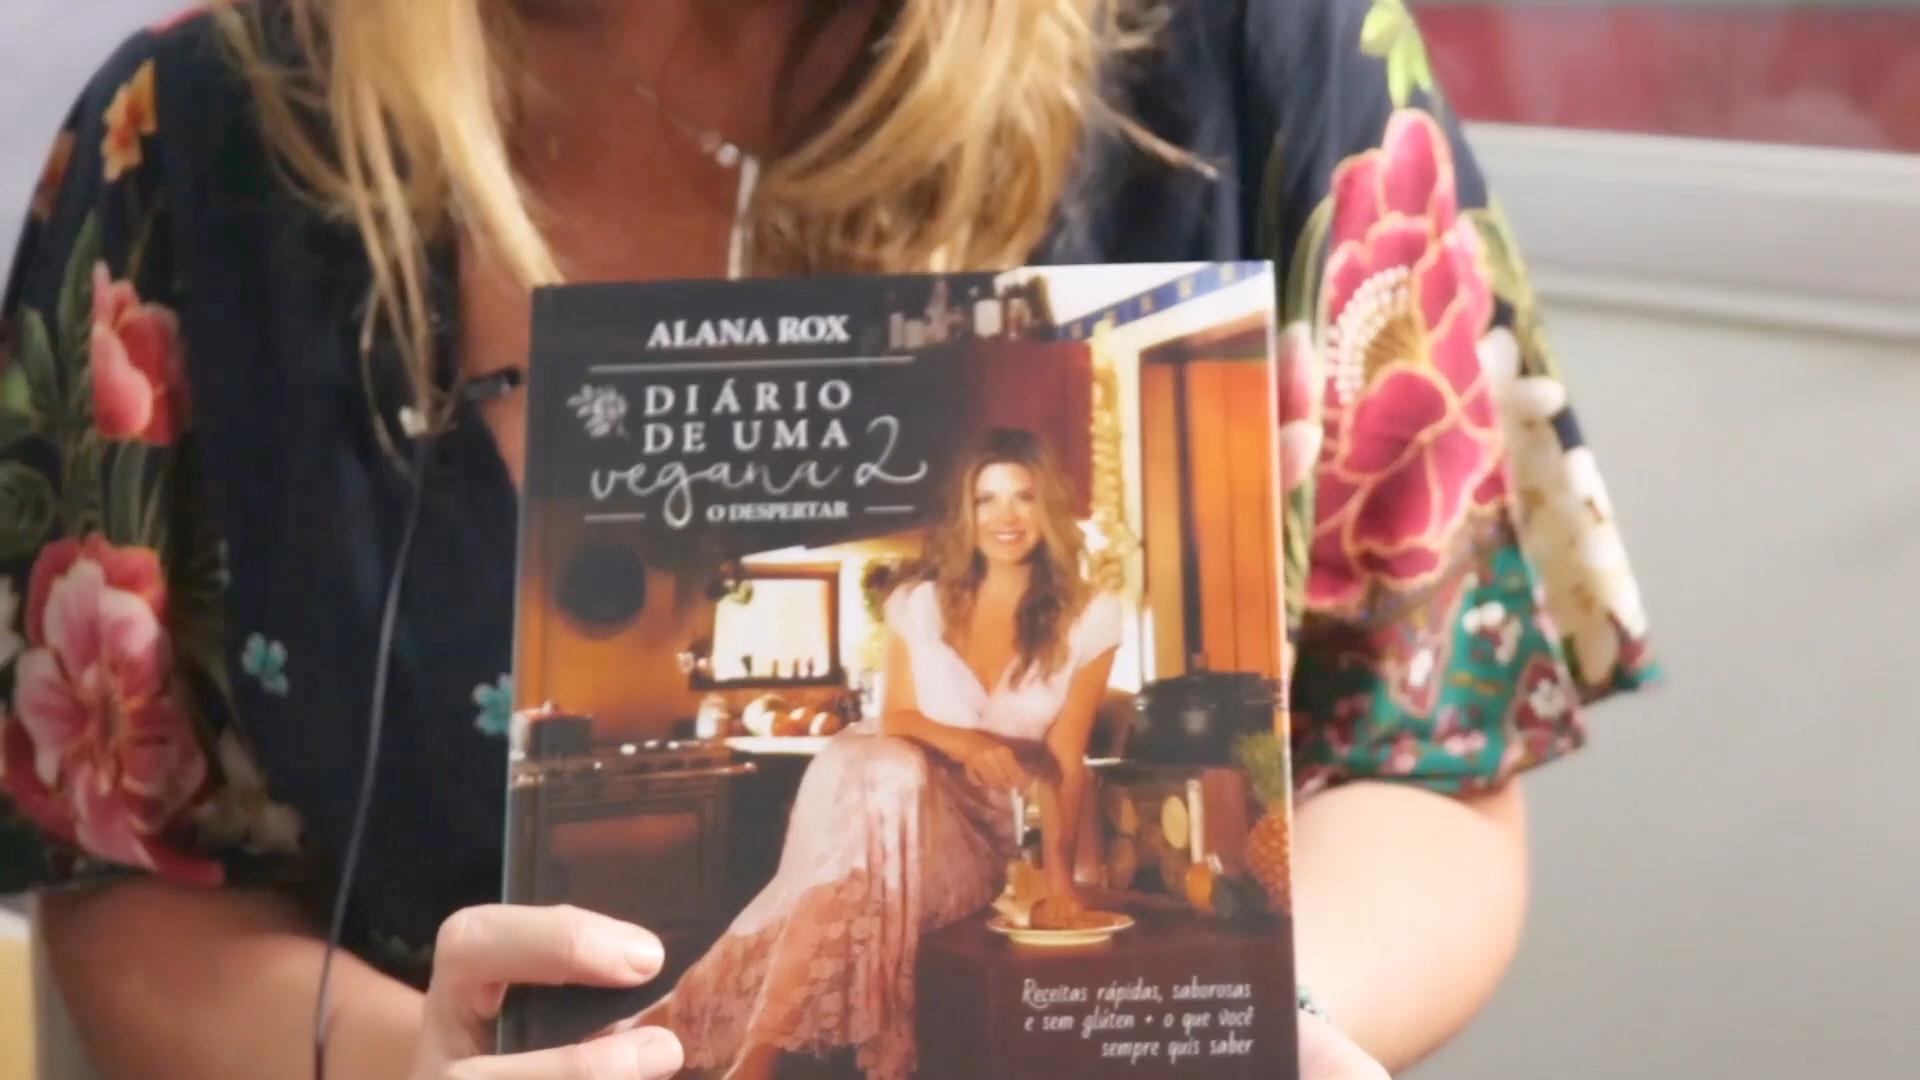 ALANA ROX
DIÁRIO
DE UMA
vegana 2
O DESPERTAR
Receitas rápidas, saborosas
e sem glúten + o que você
sempre quis saber